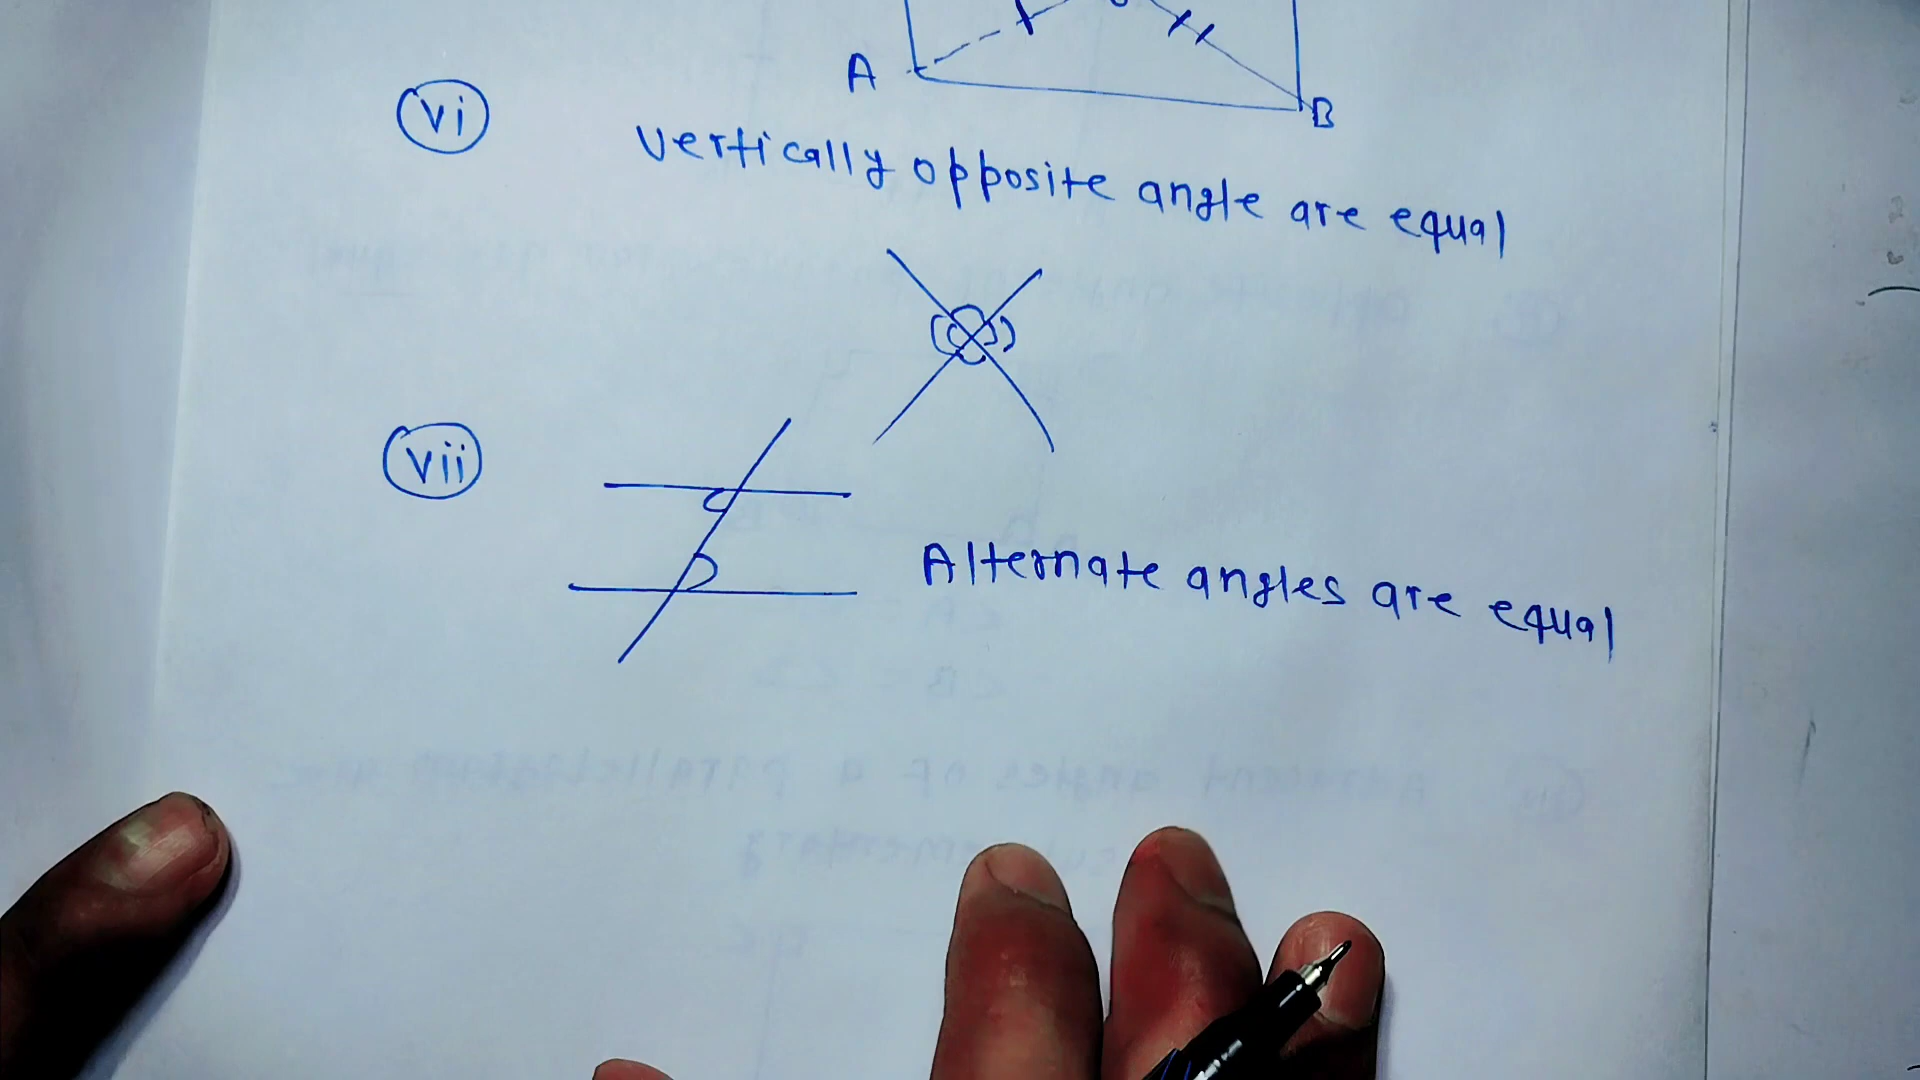 A
B
(vi) vertically opposite angle are equal
(vii)
Alternate angles are equal